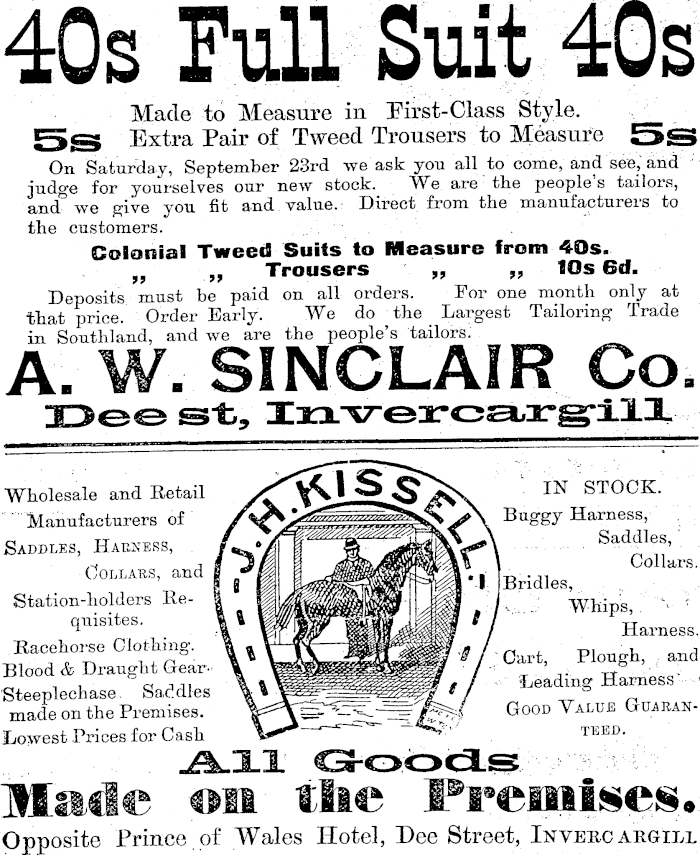 40s Full Suit 40s
Made to Measure in First-Class Style.
5s Extra Pair of Tweed Trousers to Measure 5s
On Saturday, September 23rd we ask you all to come, and see, and
judge for yourselves our new stock. We are the people's tailors,
and we give you fit and value. Direct from the manufacturers to
the customers.
Colonial Tweed Suits to Measure from 40s.
„ „ Trousers „ „ 10s 6d.
Deposits must be paid on all orders. For one month only at
that price. Order Early. We do the Largest Tailoring Trade
in Southland, and we are the people's tailors.
A. W. SINCLAIR Co.
Dee st, Invercargill
Wholesale and Retail
Manufacturers of
SADDLES, HARNESS,
COLLARS, and
Station-holders Re-
quisites.
Racehorse Clothing.
Blood & Draught Gear
Steeplechase Saddles
made on the Premises.
Lowest Prices for Cash
J. H. KISSELL.
IN STOCK.
Buggy Harness,
Saddles,
Collars.
Bridles,
Whips,
Harness.
Cart, Plough, and
Leading Harness
GOOD VALUE GUARAN-
TEED.
All Goods
Made on the Premises.
Opposite Prince of Wales Hotel, Dee Street, INVERCARGILL